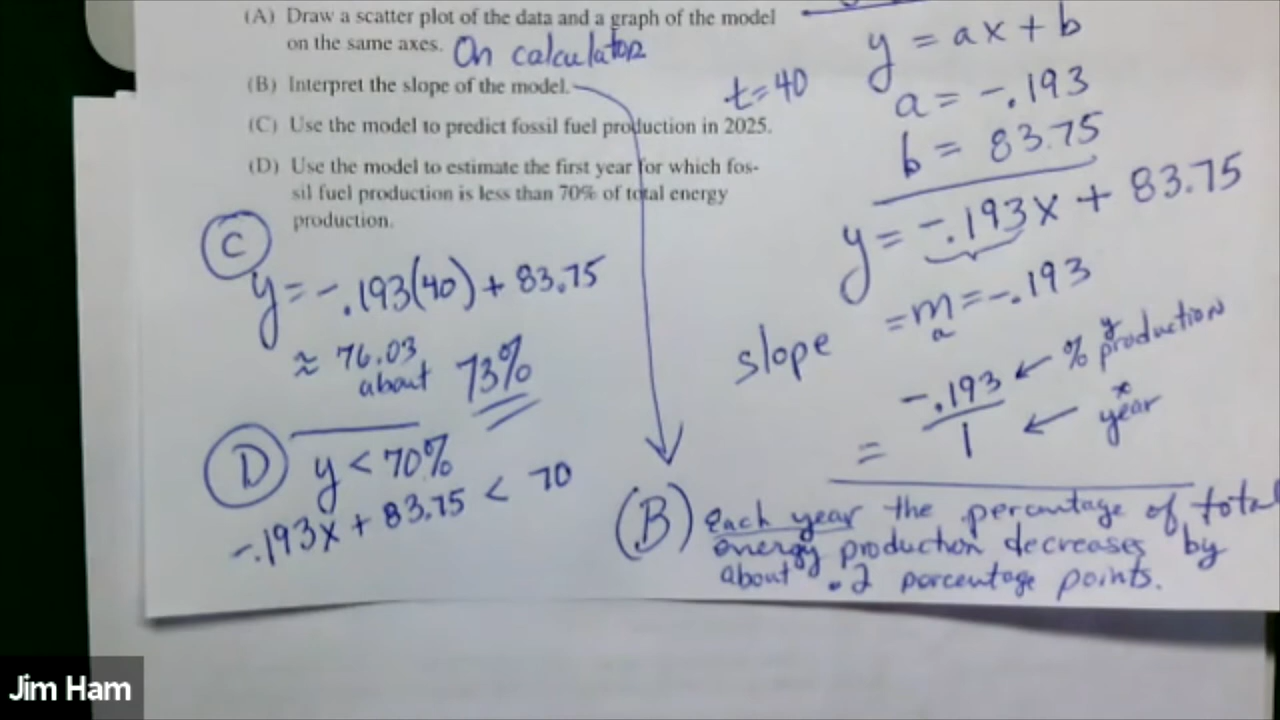 (A) Draw a scatter plot of the data and a graph of the model
on the same axes. On calculator
(B) Interpret the slope of the model.
(C) Use the model to predict fossil fuel production in 2025.
(D) Use the model to estimate the first year for which fos-
sil fuel production is less than 70% of total energy
production.
t=40
y = ax + b
a = -.193
b = 83.75
y = -.193x + 83.75
slope = m = -.193
a
= -.193 ← % production
y
1 ← year
x
C
y = -.193(40) + 83.75
≈ 76.03
about 73%
D y < 70%
-.193x + 83.75 < 70
(B) Each year the percentage of total
energy production decreases by
about .2 percentage points.
Jim Ham